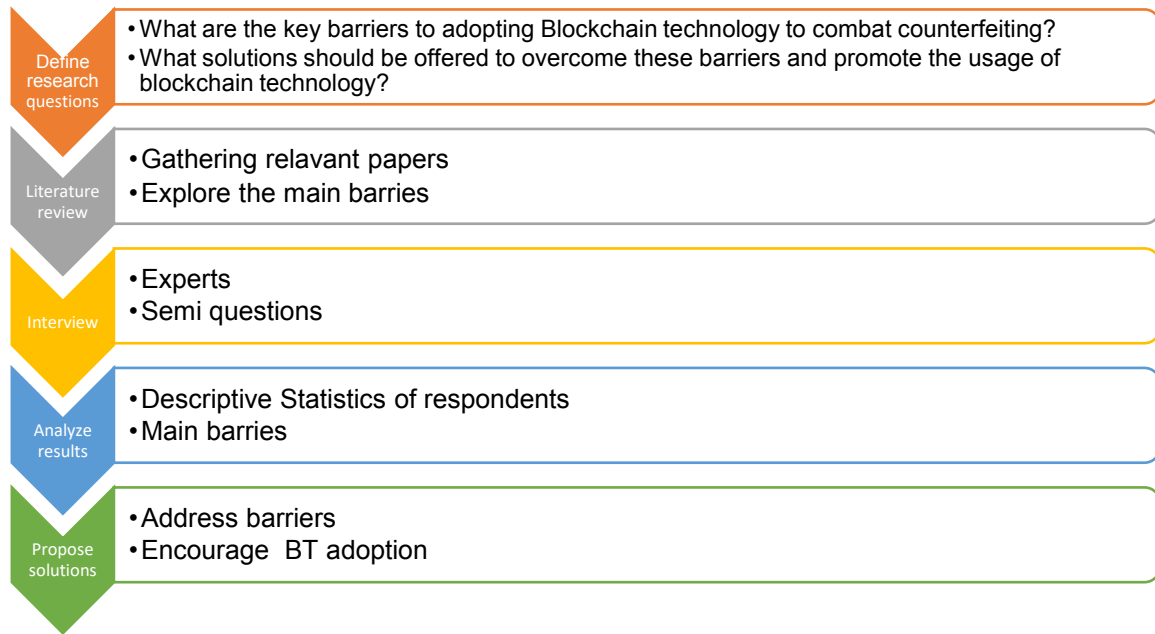 Define
research
questions
• What are the key barriers to adopting Blockchain technology to combat counterfeiting?
• What solutions should be offered to overcome these barriers and promote the usage of
blockchain technology?
Literature
review
• Gathering relavant papers
• Explore the main barries
Interview
• Experts
• Semi questions
Analyze
results
• Descriptive Statistics of respondents
• Main barries
Propose
solutions
• Address barriers
• Encourage BT adoption